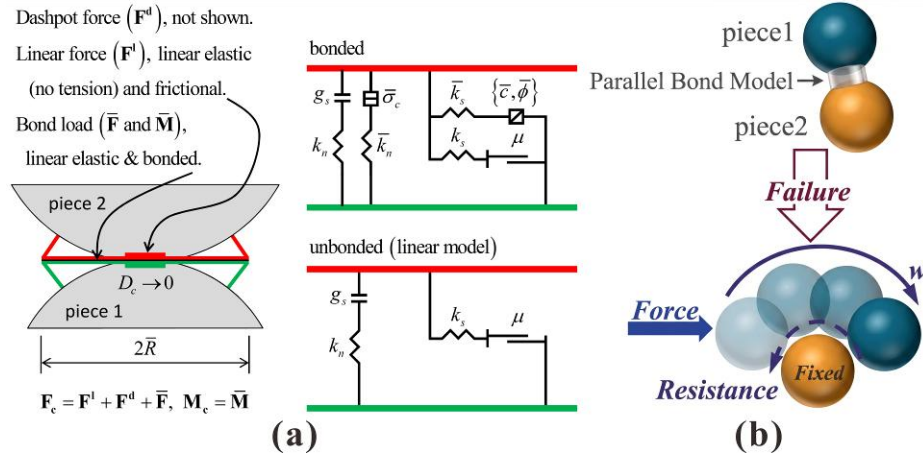 Dashpot force (F^d), not shown.
Linear force (F^l), linear elastic
(no tension) and frictional.
Bond load (F̄ and M̄),
linear elastic & bonded.
piece 2
D_c → 0
piece 1
2R̄
F_c = F^l + F^d + F̄, M_c = M̄
bonded
g_s
σ̄_c
k̄_s
{c̄, φ̄}
k_n
k̄_n
k_s
μ
unbonded (linear model)
g_s
k_s
μ
k_n
(a)
piece1
Parallel Bond Model
piece2
Failure
w
Force
Resistance
Fixed
(b)